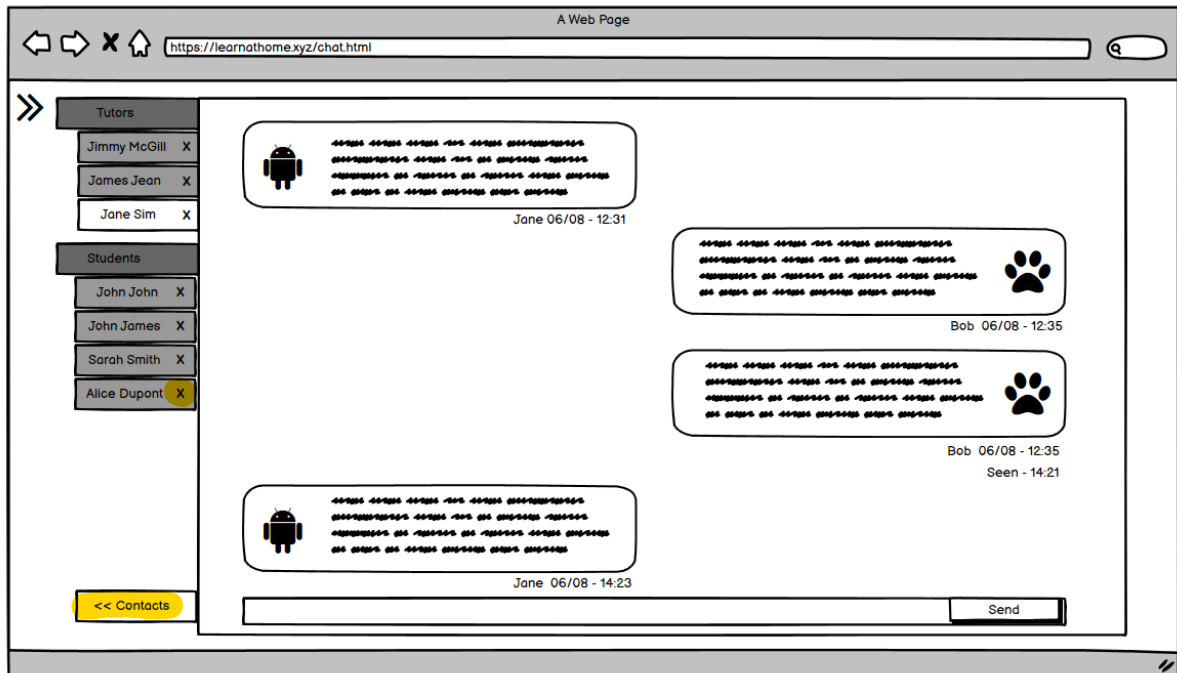 A Web Page
https://learnathome.xyz/chat.html
Tutors
Jimmy McGill X
James Jean X
Jane Sim X
Students
John John X
John James X
Sarah Smith X
Alice Dupont X
<< Contacts
Jane 06/08 - 12:31
Bob 06/08 - 12:35
Bob 06/08 - 12:35
Seen - 14:21
Jane 06/08 - 14:23
Send